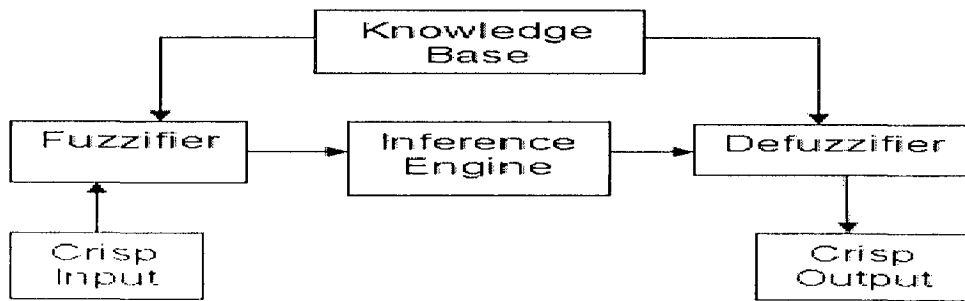 Knowledge
Base
Fuzzifier
Inference
Engine
Defuzzifier
Crisp
Input
Crisp
Output